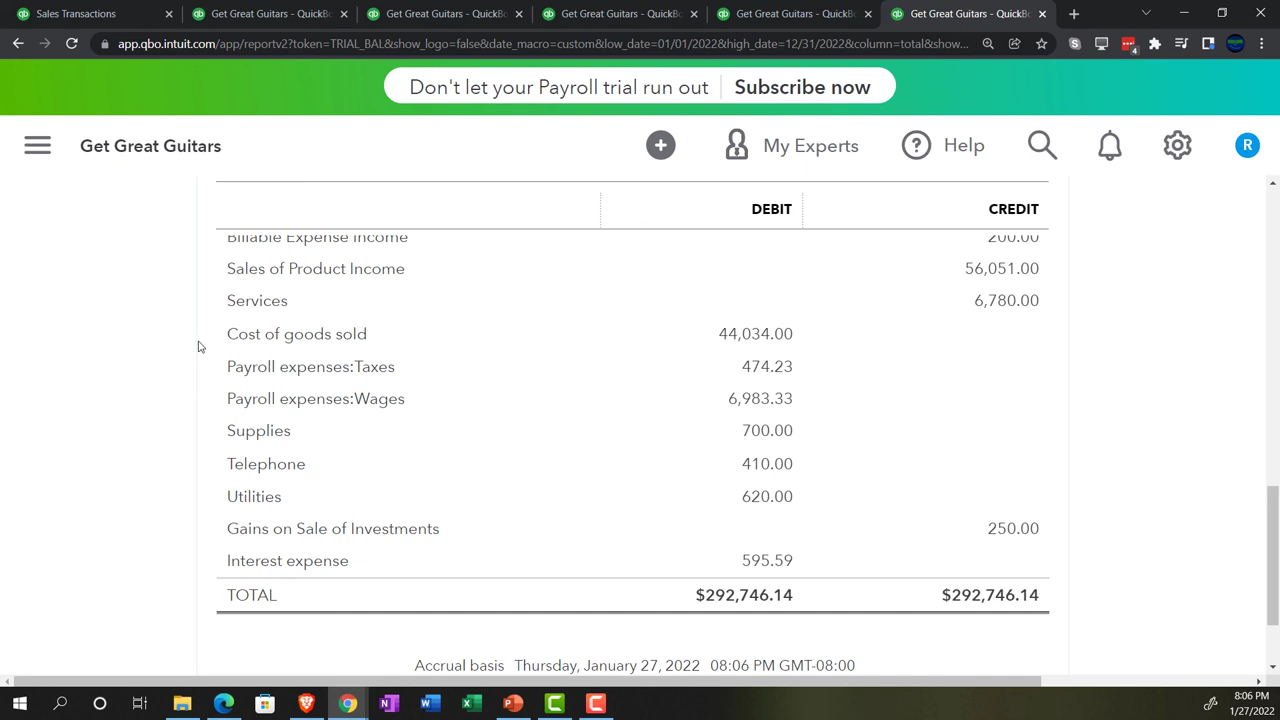 Sales Transactions
Get Great Guitars - QuickBo
Get Great Guitars - QuickBo
Get Great Guitars - QuickBo
Get Great Guitars - QuickBo
Get Great Guitars - QuickBo
app.qbo.intuit.com/app/reportv2?token=TRIAL_BAL&show_logo=false&date_macro=custom&low_date=01/01/2022&high_date=12/31/2022&column=total&show...
4
Don't let your Payroll trial run out Subscribe now
Get Great Guitars
My Experts
Help
R
DEBIT CREDIT
Billable Expense Income 200.00
Sales of Product Income 56,051.00
Services 6,780.00
Cost of goods sold 44,034.00
Payroll expenses:Taxes 474.23
Payroll expenses:Wages 6,983.33
Supplies 700.00
Telephone 410.00
Utilities 620.00
Gains on Sale of Investments 250.00
Interest expense 595.59
TOTAL $292,746.14 $292,746.14
Accrual basis Thursday, January 27, 2022 08:06 PM GMT-08:00
8:06 PM
1/27/2022